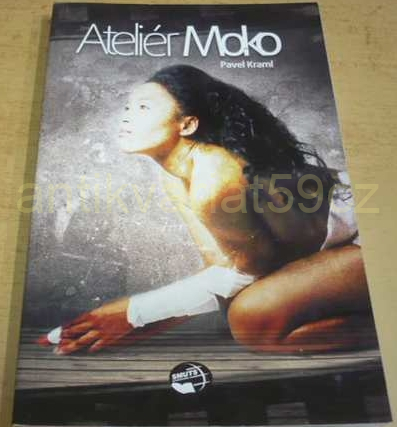 Ateliér Moko
Pavel Kraml
antikvariat59.cz
SMUTS